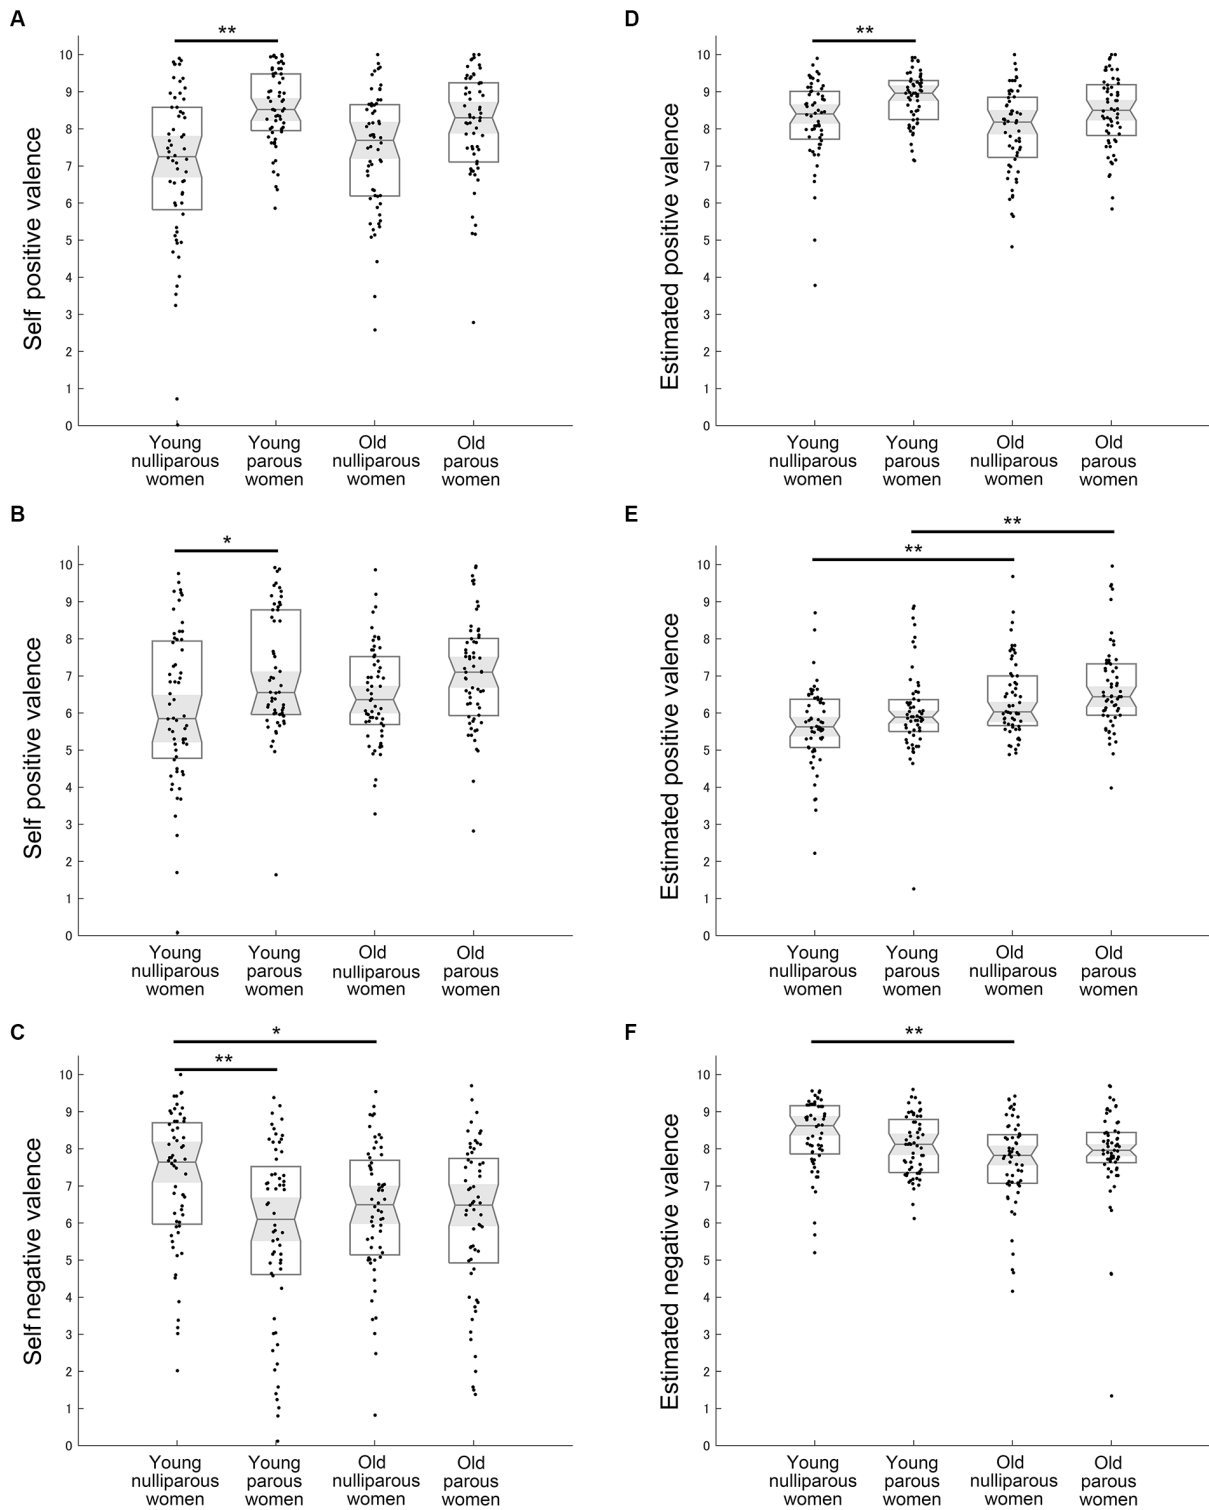 A
**
Self positive valence
10
9
8
7
6
5
4
3
2
1
0
Young nulliparous women
Young parous women
Old nulliparous women
Old parous women
D
**
Estimated positive valence
10
9
8
7
6
5
4
3
2
1
0
Young nulliparous women
Young parous women
Old nulliparous women
Old parous women
B
*
Self positive valence
10
9
8
7
6
5
4
3
2
1
0
Young nulliparous women
Young parous women
Old nulliparous women
Old parous women
E
**
**
Estimated positive valence
10
9
8
7
6
5
4
3
2
1
0
Young nulliparous women
Young parous women
Old nulliparous women
Old parous women
C
*
**
Self negative valence
10
9
8
7
6
5
4
3
2
1
0
Young nulliparous women
Young parous women
Old nulliparous women
Old parous women
F
**
Estimated negative valence
10
9
8
7
6
5
4
3
2
1
0
Young nulliparous women
Young parous women
Old nulliparous women
Old parous women